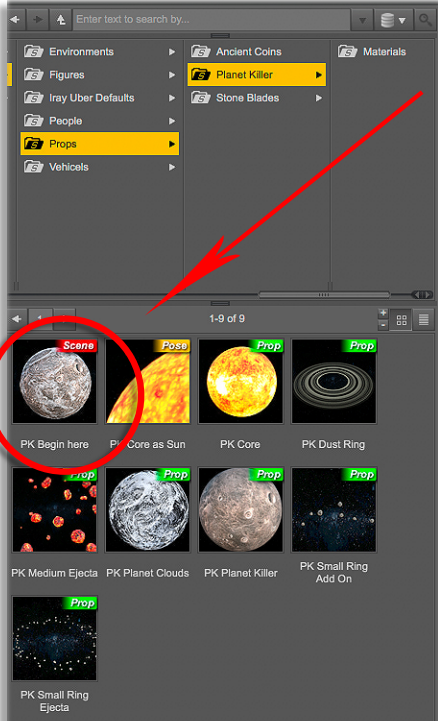 Enter text to search by...
Environments
Figures
Iray Uber Defaults
People
Props
Vehicels
Ancient Coins
Planet Killer
Stone Blades
Materials
1
1-9 of 9
Scene
Pose
Prop
Prop
PK Begin here
PK Core as Sun
PK Core
PK Dust Ring
Prop
Prop
Prop
Prop
PK Medium Ejecta
PK Planet Clouds
PK Planet Killer
PK Small Ring
Add On
Prop
PK Small Ring
Ejecta